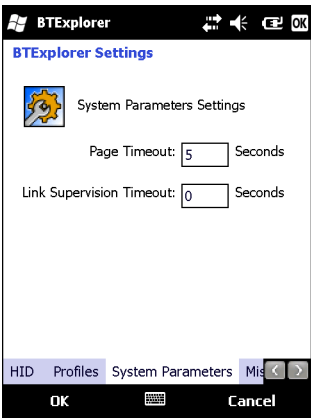 BTExplorer OK
BTExplorer Settings
System Parameters Settings
Page Timeout: 5 Seconds
Link Supervision Timeout: 0 Seconds
HID Profiles System Parameters Mis
OK Cancel